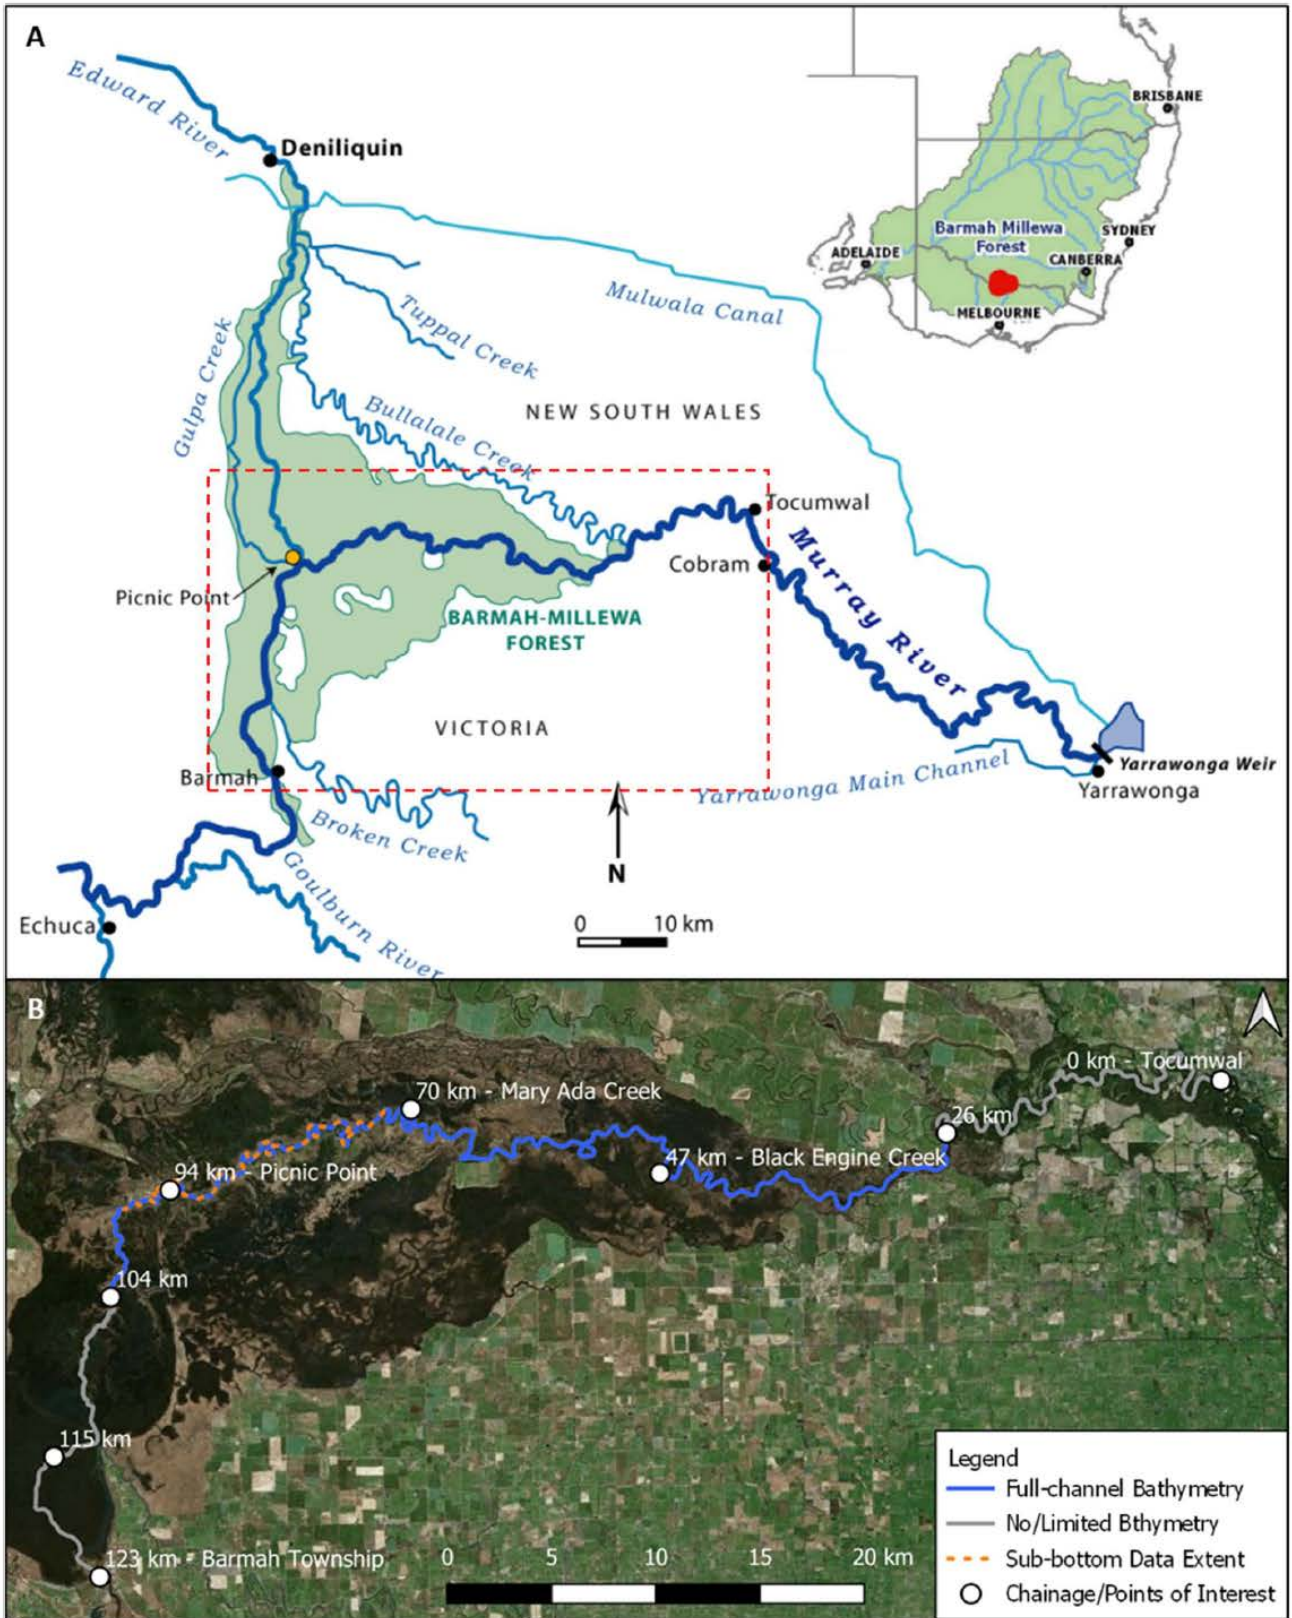 A
Edward River
Deniliquin
BRISBANE
Barmah Millewa
Forest
SYDNEY
ADELAIDE
CANBERRA
MELBOURNE
Mulwala Canal
Tuppal Creek
Gulpa Creek
NEW SOUTH WALES
Bullalale Creek
Tocumwal
Murray River
Cobram
Picnic Point
BARMAH-MILLEWA
FOREST
VICTORIA
Barmah
Yarrawonga Main Channel
Yarrawonga Weir
Yarrawonga
Broken Creek
N
Goulburn River
Echuca
0 10 km
B
0 km - Tocumwal
70 km - Mary Ada Creek
26 km
94 km - Picnic Point
47 km - Black Engine Creek
104 km
115 km
123 km - Barmah Township
0 5 10 15 20 km
Legend
Full-channel Bathymetry
No/Limited Bthymetry
Sub-bottom Data Extent
Chainage/Points of Interest